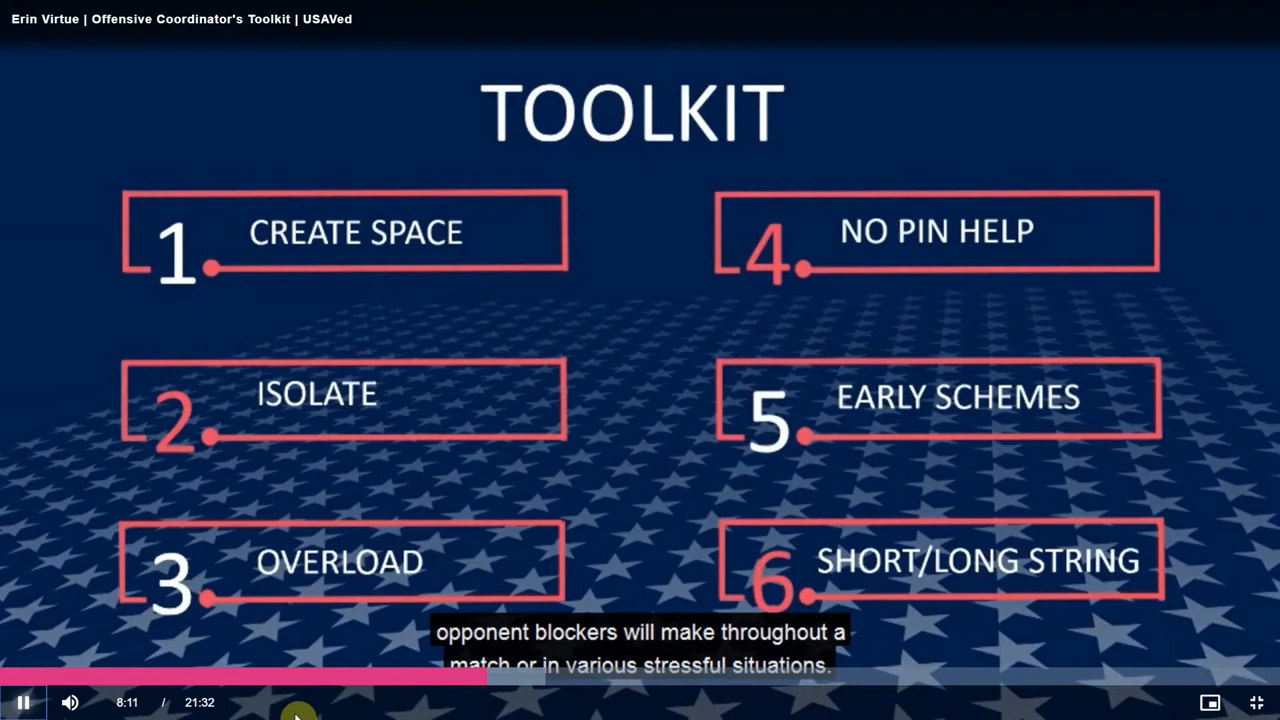 Erin Virtue | Offensive Coordinator's Toolkit | USAVed
TOOLKIT
1 CREATE SPACE
2 ISOLATE
3 OVERLOAD
4 NO PIN HELP
5 EARLY SCHEMES
6 SHORT/LONG STRING
opponent blockers will make throughout a
match or in various stressful situations.
8:11 / 21:32